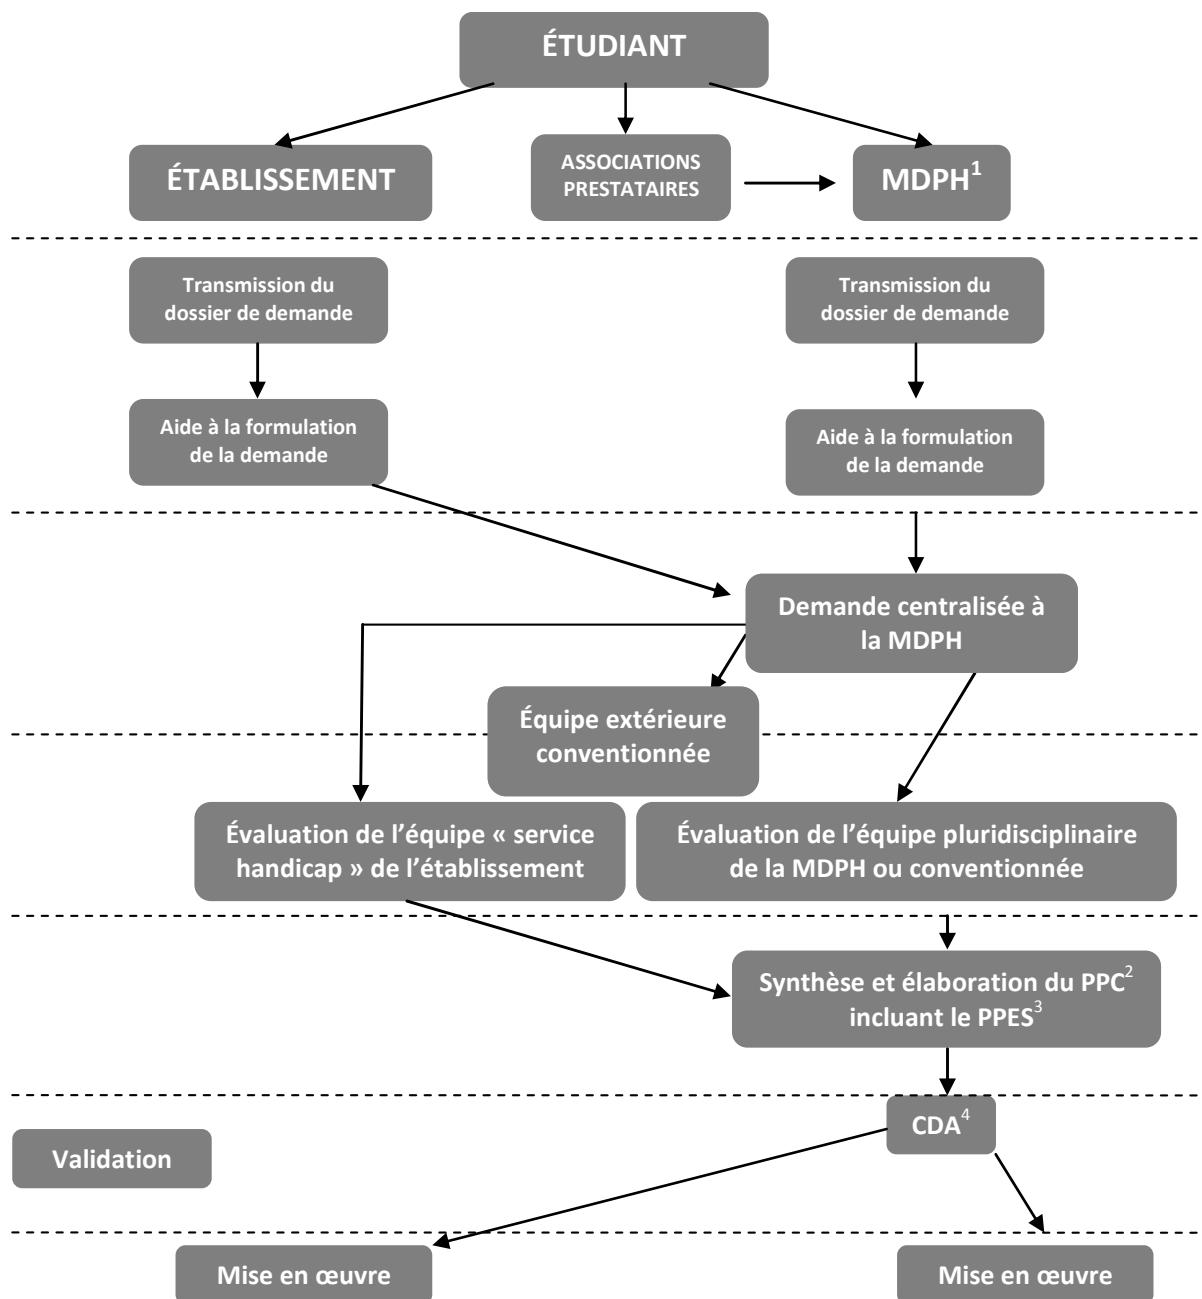 ÉTUDIANT
ÉTABLISSEMENT
ASSOCIATIONS
PRESTATAIRES
MDPH¹
Transmission du
dossier de demande
Transmission du
dossier de demande
Aide à la formulation
de la demande
Aide à la formulation
de la demande
Demande centralisée à
la MDPH
Équipe extérieure
conventionnée
Évaluation de l’équipe « service
handicap » de l’établissement
Évaluation de l’équipe pluridisciplinaire
de la MDPH ou conventionnée
Synthèse et élaboration du PPC²
incluant le PPES³
CDA⁴
Validation
Mise en œuvre
Mise en œuvre